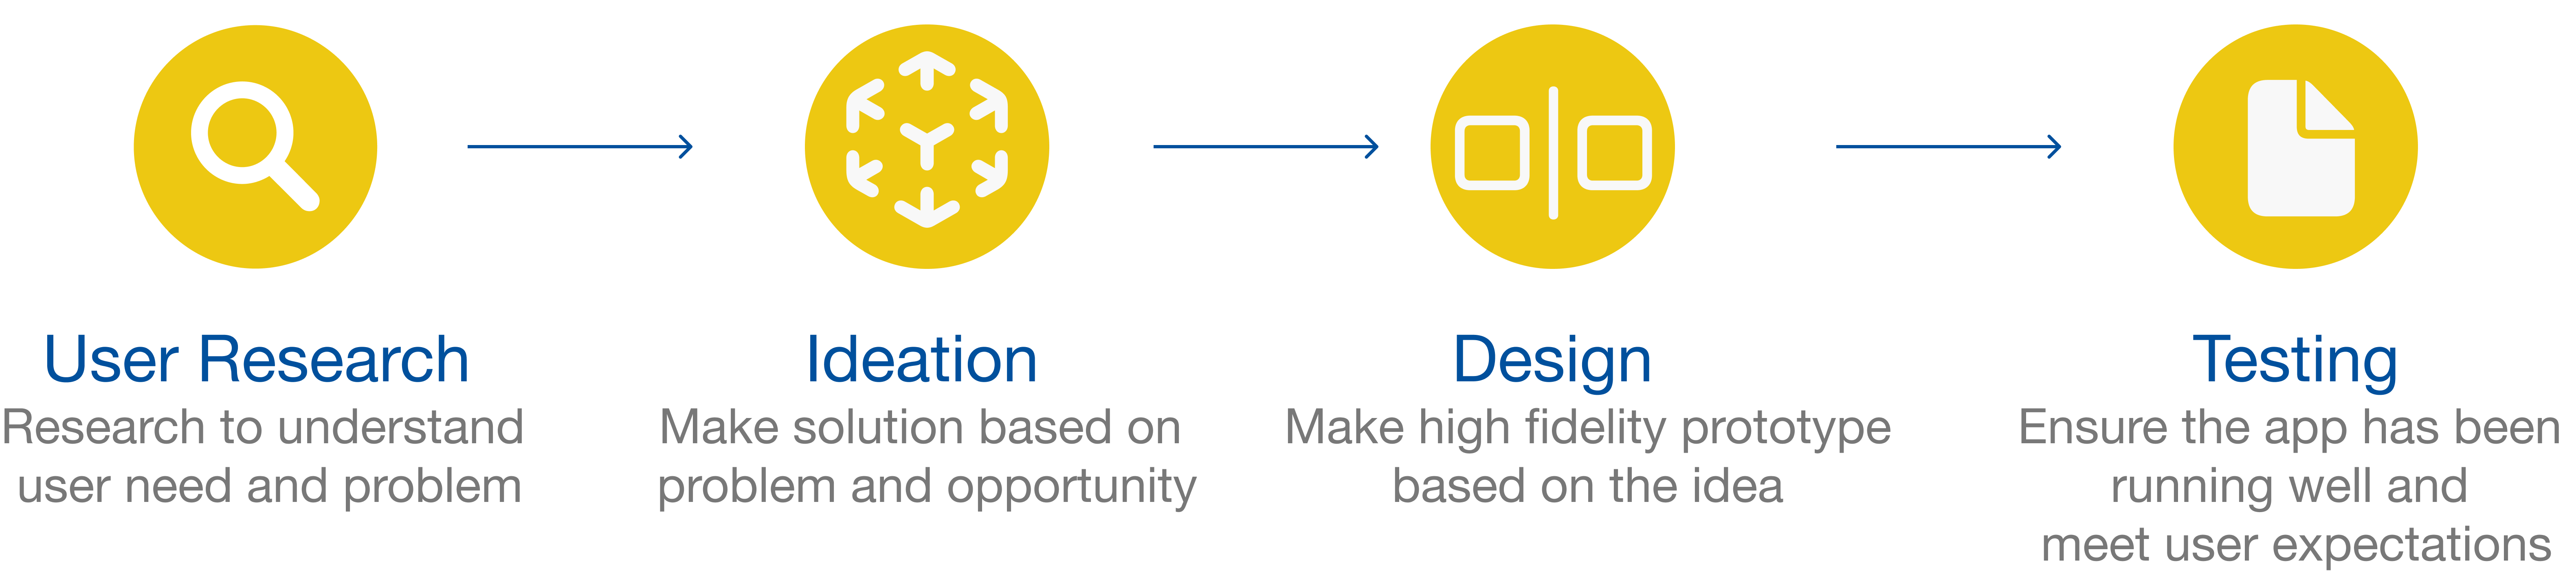 User Research
Research to understand
user need and problem
Ideation
Make solution based on
problem and opportunity
Design
Make high fidelity prototype
based on the idea
Testing
Ensure the app has been
running well and
meet user expectations